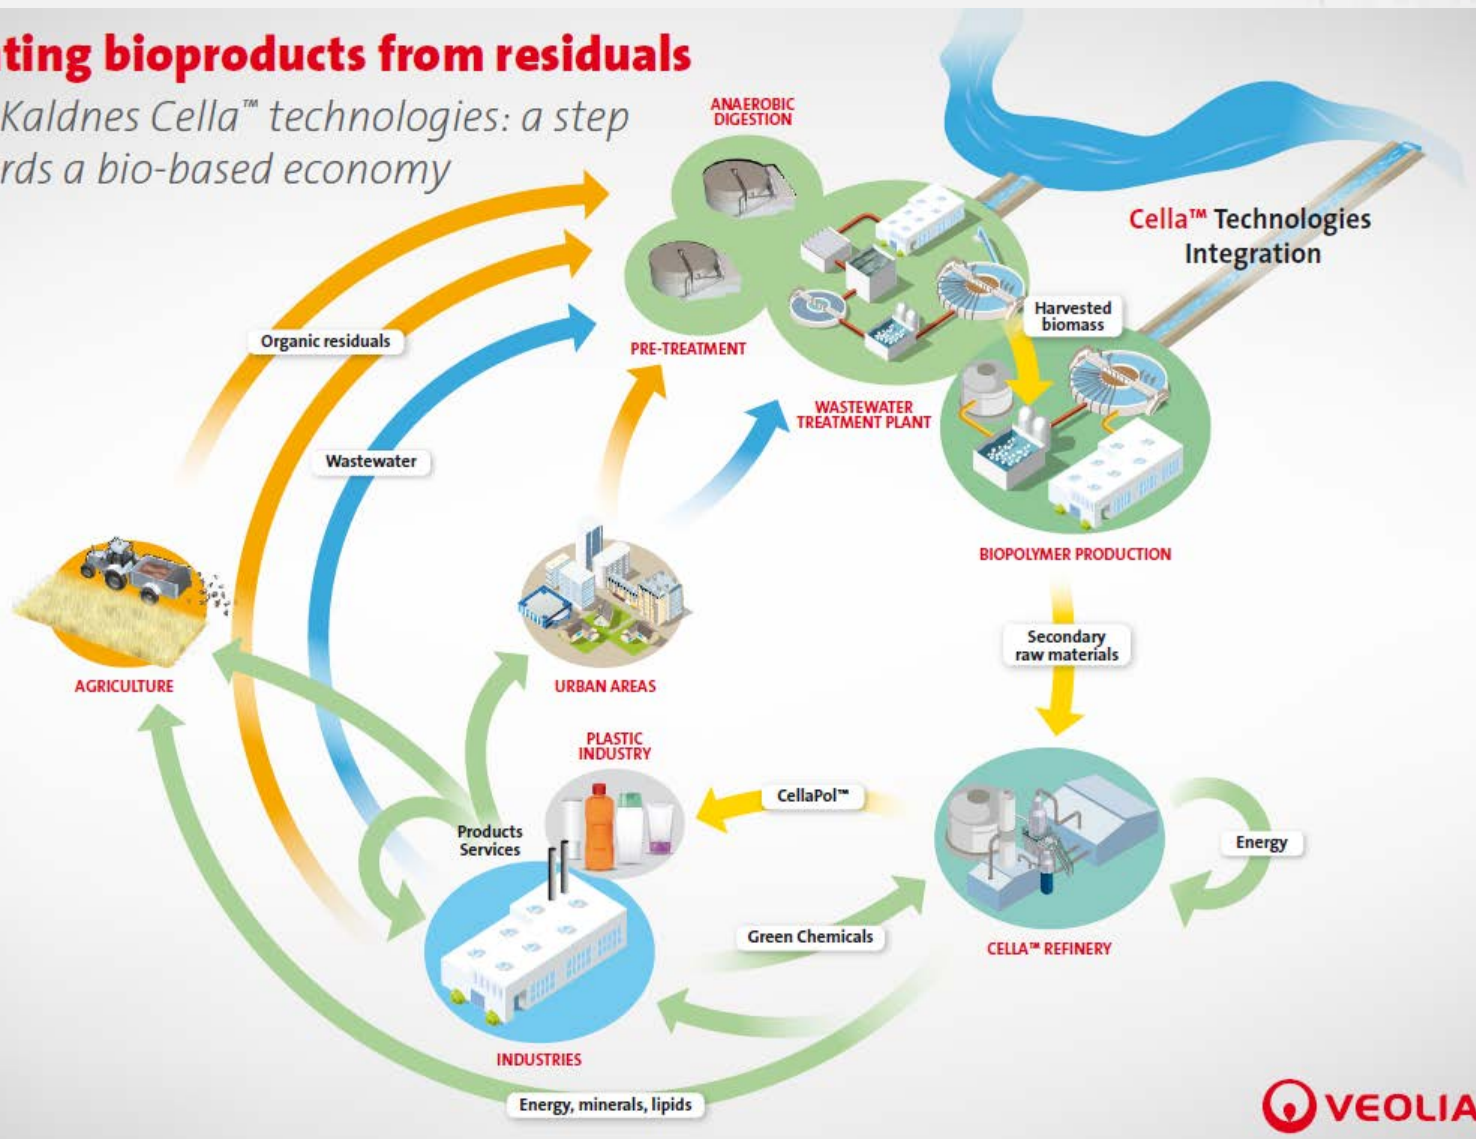 ting bioproducts from residuals
Kaldnes Cella™ technologies: a step
rds a bio-based economy
ANAEROBIC
DIGESTION
Cella™ Technologies
Integration
Harvested
biomass
Organic residuals
PRE-TREATMENT
WASTEWATER
TREATMENT PLANT
Wastewater
BIOPOLYMER PRODUCTION
Secondary
raw materials
AGRICULTURE
URBAN AREAS
PLASTIC
INDUSTRY
CellaPol™
Products
Services
Energy
Green Chemicals
CELLA™ REFINERY
INDUSTRIES
Energy, minerals, lipids
VEOLIA